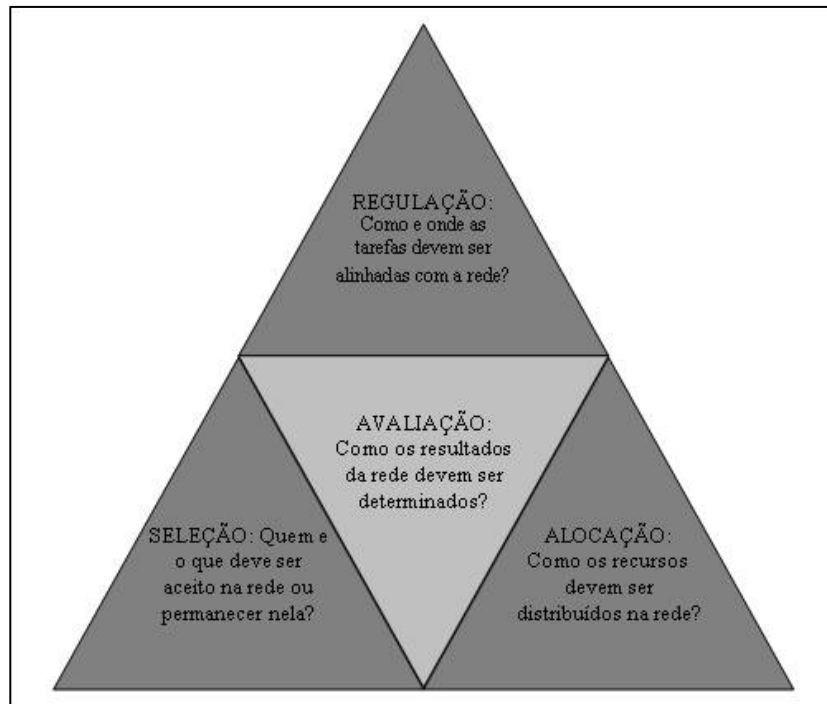 REGULAÇÃO:
Como e onde as
tarefas devem ser
alinhadas com a rede?
AVALIAÇÃO:
Como os resultados
da rede devem ser
determinados?
SELEÇÃO: Quem e
o que deve ser
aceito na rede ou
permanecer nela?
ALOCAÇÃO:
Como os recursos
devem ser
distribuídos na rede?